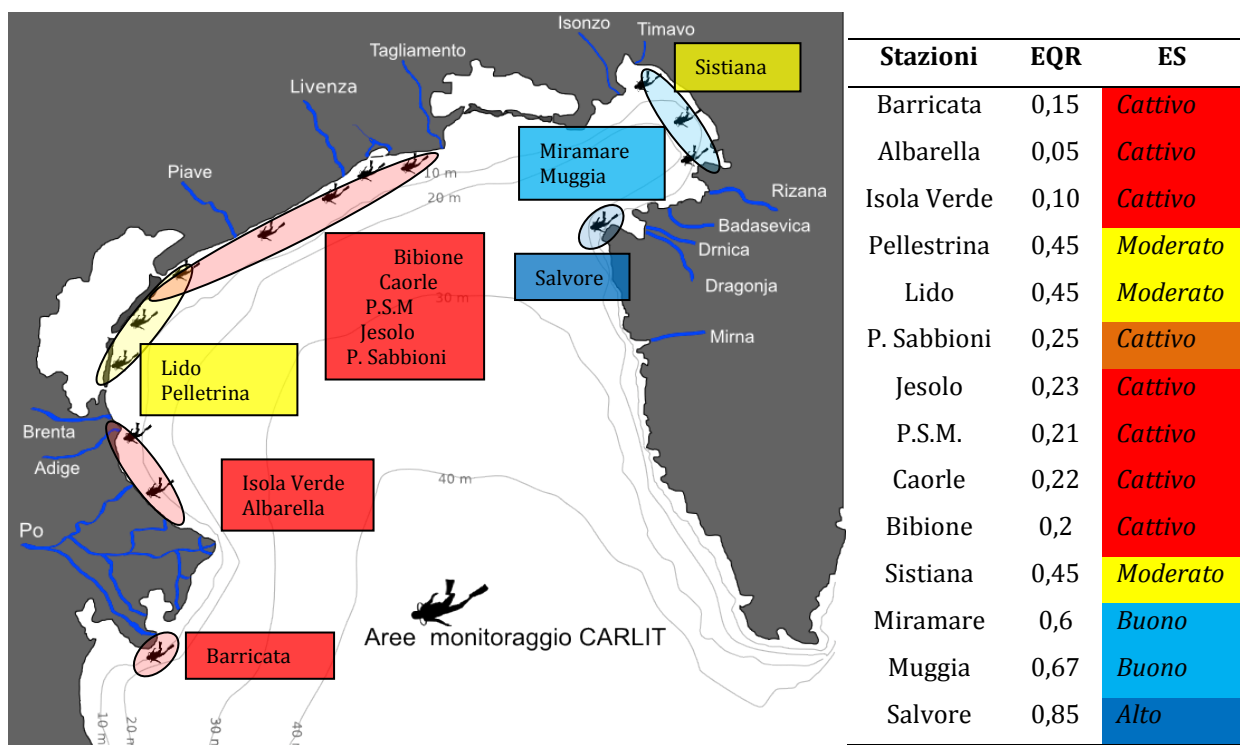 Isonzo
Timavo
Tagliamento
Livenza
Sistiana
Piave
Miramare
Muggia
10 m
20 m
Rizana
Badasevica
Drnica
Dragonja
Salvore
Bibione
Caorle
P.S.M
Jesolo
P. Sabbioni
30 m
Mirna
Lido
Pelletrina
Brenta
Adige
Isola Verde
Albarella
40 m
Po
Aree monitoraggio CARLIT
Barricata
10 m
20 m
30 m
40 m
Stazioni EQR ES
Barricata 0,15 Cattivo
Albarella 0,05 Cattivo
Isola Verde 0,10 Cattivo
Pellestrina 0,45 Moderato
Lido 0,45 Moderato
P. Sabbioni 0,25 Cattivo
Jesolo 0,23 Cattivo
P.S.M. 0,21 Cattivo
Caorle 0,22 Cattivo
Bibione 0,2 Cattivo
Sistiana 0,45 Moderato
Miramare 0,6 Buono
Muggia 0,67 Buono
Salvore 0,85 Alto